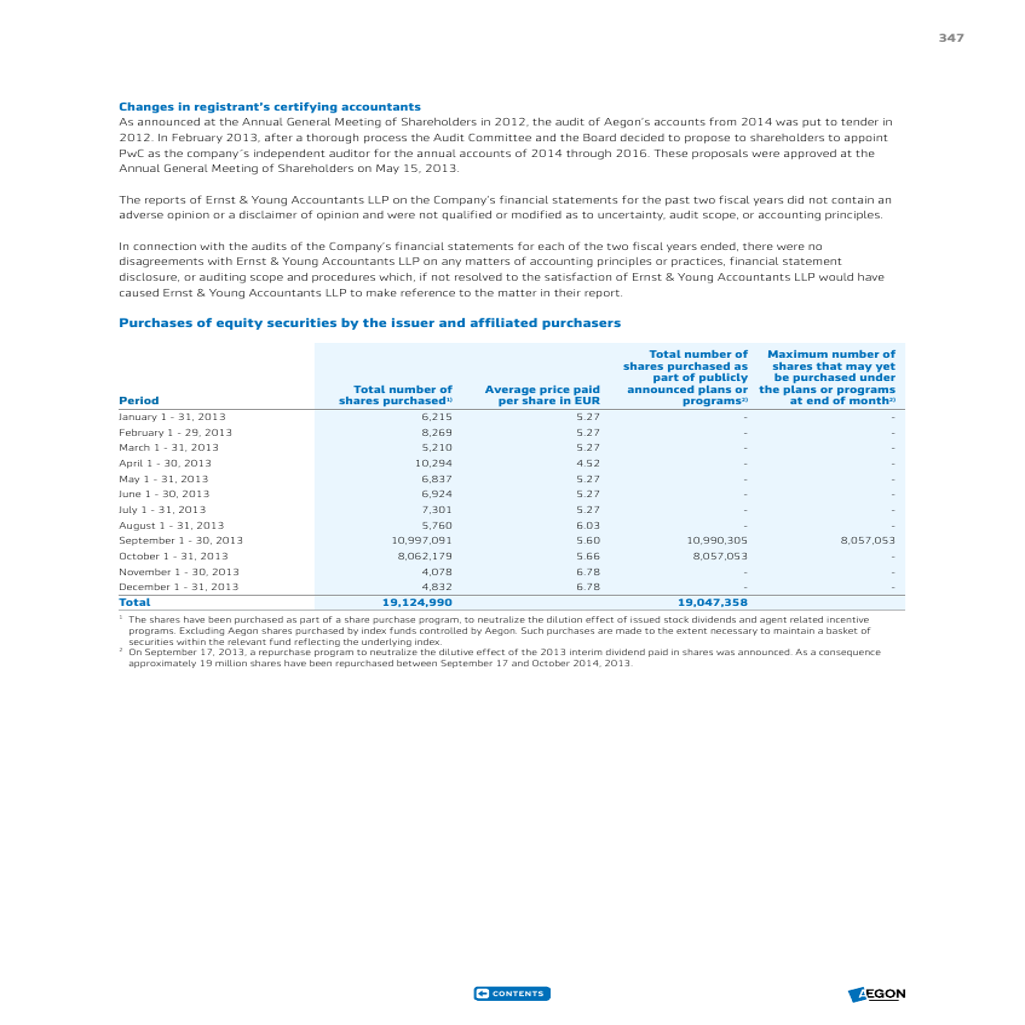 347
Changes in registrant's certifying accountants
As announced at the Annual General Meeting of Shareholders in 2012, the audit of Aegon's accounts from 2014 was put to tender in
2012. In February 2013, after a thorough process the Audit Committee and the Board decided to propose to shareholders to appoint
PwC as the company´s independent auditor for the annual accounts of 2014 through 2016. These proposals were approved at the
Annual General Meeting of Shareholders on May 15, 2013.
The reports of Ernst & Young Accountants LLP on the Company's financial statements for the past two fiscal years did not contain an
adverse opinion or a disclaimer of opinion and were not qualified or modified as to uncertainty, audit scope, or accounting principles.
In connection with the audits of the Company's financial statements for each of the two fiscal years ended, there were no
disagreements with Ernst & Young Accountants LLP on any matters of accounting principles or practices, financial statement
disclosure, or auditing scope and procedures which, if not resolved to the satisfaction of Ernst & Young Accountants LLP would have
caused Ernst & Young Accountants LLP to make reference to the matter in their report.
Purchases of equity securities by the issuer and affiliated purchasers
Period Total number of shares purchased¹⁾ Average price paid per share in EUR Total number of shares purchased as part of publicly announced plans or programs²⁾ Maximum number of shares that may yet be purchased under the plans or programs at end of month²⁾
January 1 - 31, 2013 6,215 5.27 - -
February 1 - 29, 2013 8,269 5.27 - -
March 1 - 31, 2013 5,210 5.27 - -
April 1 - 30, 2013 10,294 4.52 - -
May 1 - 31, 2013 6,837 5.27 - -
June 1 - 30, 2013 6,924 5.27 - -
July 1 - 31, 2013 7,301 5.27 - -
August 1 - 31, 2013 5,760 6.03 - -
September 1 - 30, 2013 10,997,091 5.60 10,990,305 8,057,053
October 1 - 31, 2013 8,062,179 5.66 8,057,053 -
November 1 - 30, 2013 4,078 6.78 - -
December 1 - 31, 2013 4,832 6.78 - -
Total 19,124,990 19,047,358
¹ The shares have been purchased as part of a share purchase program, to neutralize the dilution effect of issued stock dividends and agent related incentive
programs. Excluding Aegon shares purchased by index funds controlled by Aegon. Such purchases are made to the extent necessary to maintain a basket of
securities within the relevant fund reflecting the underlying index.
² On September 17, 2013, a repurchase program to neutralize the dilutive effect of the 2013 interim dividend paid in shares was announced. As a consequence
approximately 19 million shares have been repurchased between September 17 and October 2014, 2013.
CONTENTS
AEGON